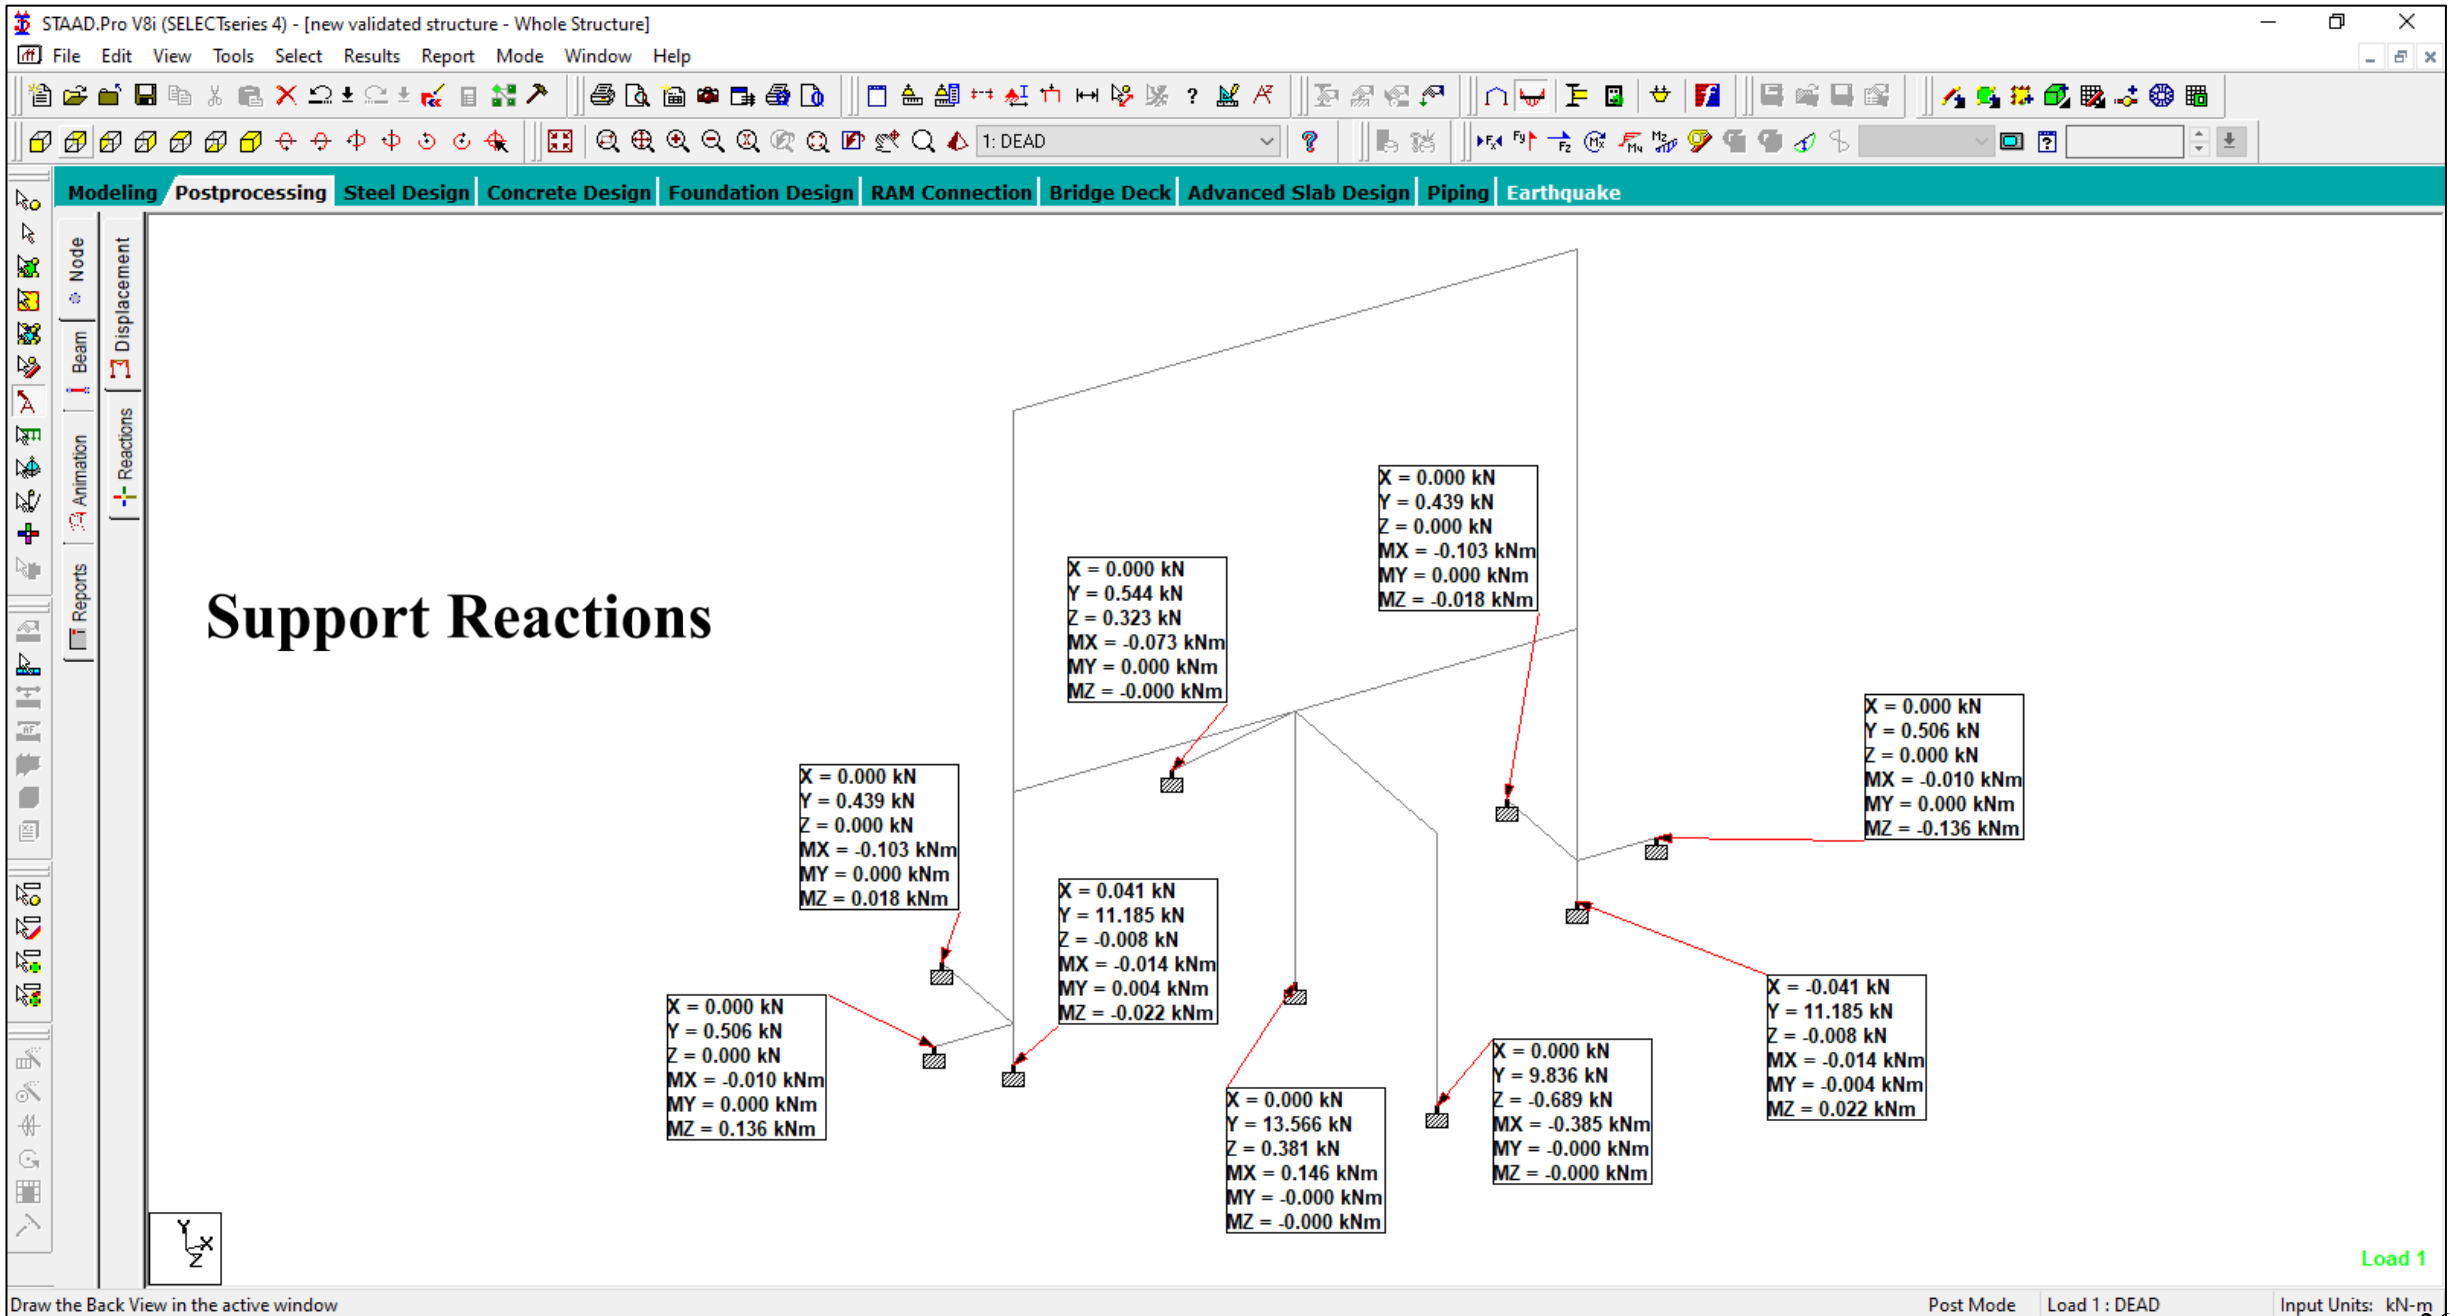 STAAD.Pro V8i (SELECTseries 4) - [new validated structure - Whole Structure]
File Edit View Tools Select Results Report Mode Window Help
1: DEAD
Modeling Postprocessing Steel Design Concrete Design Foundation Design RAM Connection Bridge Deck Advanced Slab Design Piping Earthquake
Node
Beam
Animation
Reports
Displacement
Reactions
Support Reactions
X = 0.000 kN
Y = 0.439 kN
Z = 0.000 kN
MX = -0.103 kNm
MY = 0.000 kNm
MZ = -0.018 kNm
X = 0.000 kN
Y = 0.544 kN
Z = 0.323 kN
MX = -0.073 kNm
MY = 0.000 kNm
MZ = -0.000 kNm
X = 0.000 kN
Y = 0.506 kN
Z = 0.000 kN
MX = -0.010 kNm
MY = 0.000 kNm
MZ = -0.136 kNm
X = 0.000 kN
Y = 0.439 kN
Z = 0.000 kN
MX = -0.103 kNm
MY = 0.000 kNm
MZ = 0.018 kNm
X = 0.041 kN
Y = 11.185 kN
Z = -0.008 kN
MX = -0.014 kNm
MY = 0.004 kNm
MZ = -0.022 kNm
X = -0.041 kN
Y = 11.185 kN
Z = -0.008 kN
MX = -0.014 kNm
MY = -0.004 kNm
MZ = 0.022 kNm
X = 0.000 kN
Y = 0.506 kN
Z = 0.000 kN
MX = -0.010 kNm
MY = 0.000 kNm
MZ = 0.136 kNm
X = 0.000 kN
Y = 9.836 kN
Z = -0.689 kN
MX = -0.385 kNm
MY = -0.000 kNm
MZ = -0.000 kNm
X = 0.000 kN
Y = 13.566 kN
Z = 0.381 kN
MX = 0.146 kNm
MY = -0.000 kNm
MZ = -0.000 kNm
Y
X
Z
Load 1
Draw the Back View in the active window
Post Mode
Load 1 : DEAD
Input Units: kN-m